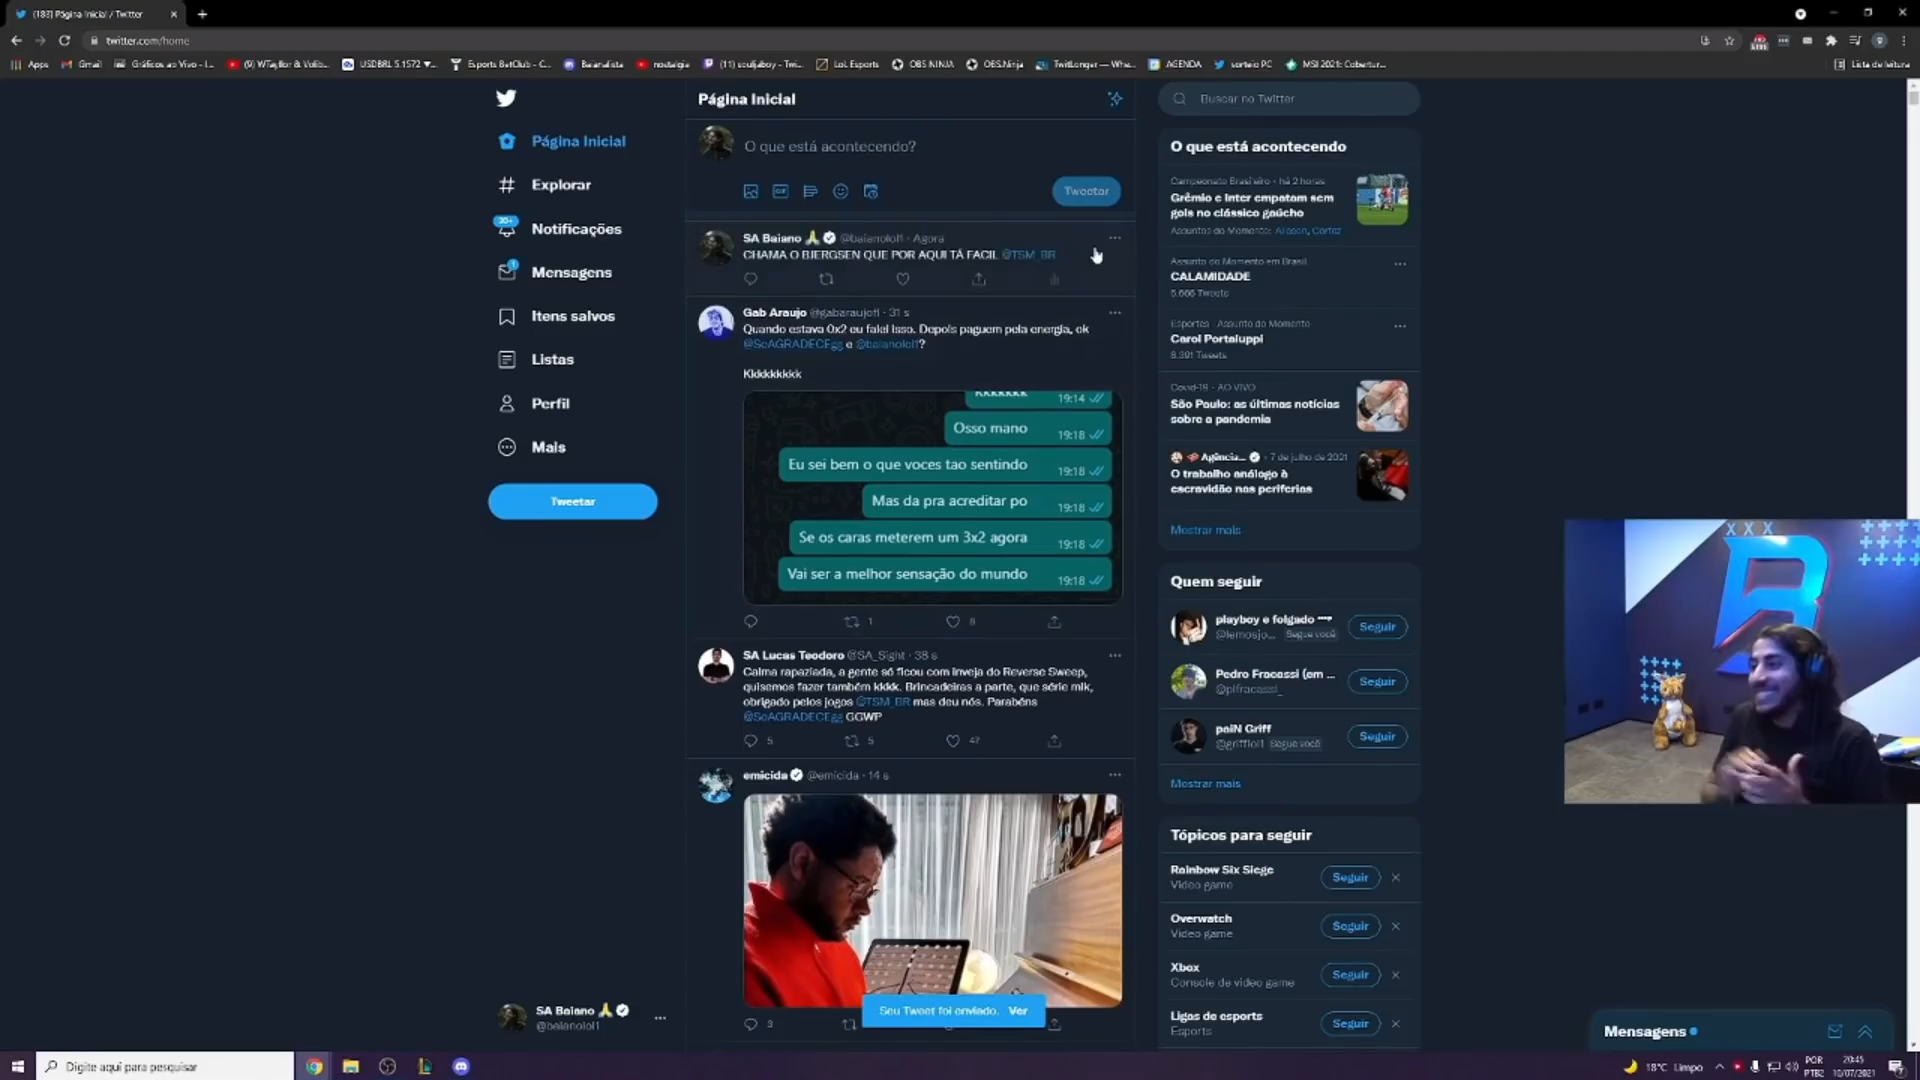 (183) Página Inicial / Twitter
twitter.com/home
Apps
Gmail
Gráficos ao Vivo - I...
(9) WTayllor & Volib...
USDBRL 5.1572 ▼...
Esports BetClub - C...
Baianalista
nostalgia
(11) souljaboy - Twi...
LoL Esports
OBS NINJA
OBS.Ninja
TwitLonger — Whe...
AGENDA
sorteio PC
MSI 2021: Cobertur...
Lista de leitura
Página Inicial
Explorar
20+
Notificações
1
Mensagens
Itens salvos
Listas
Perfil
Mais
Tweetar
SA Baiano 🙏
@baianolol1
Página Inicial
O que está acontecendo?
GIF
Tweetar
SA Baiano 🙏 @baianolol1 · Agora
CHAMA O BJERGSEN QUE POR AQUI TÁ FACIL @TSM_BR
Gab Araujo @gabaraujo11 · 31 s
Quando estava 0x2 eu falei isso. Depois paguem pela energia, ok
@SoAGRADECEgg e @baianolol1?
Kkkkkkkkk
Kkkkkkk 19:14
Osso mano 19:18
Eu sei bem o que voces tao sentindo 19:18
Mas da pra acreditar po 19:18
Se os caras meterem um 3x2 agora 19:18
Vai ser a melhor sensação do mundo 19:18
1 8
SA Lucas Teodoro @SA_Sight · 38 s
Calma rapaziada, a gente só ficou com inveja do Reverse Sweep,
quisemos fazer também kkkk. Brincadeiras a parte, que série mlk,
obrigado pelos jogos @TSM_BR mas deu nós. Parabéns
@SoAGRADECEgg GGWP
5 5 47
emicida @emicida · 14 s
3
Seu Tweet foi enviado. Ver
Buscar no Twitter
O que está acontecendo
Campeonato Brasileiro · há 2 horas
Grêmio e Inter empatam sem
gols no clássico gaúcho
Assuntos do Momento: Alisson, Cortez
Assunto do Momento em Brasil
CALAMIDADE
5.666 Tweets
Esportes · Assunto do Momento
Carol Portaluppi
8.391 Tweets
Covid-19 · AO VIVO
São Paulo: as últimas notícias
sobre a pandemia
Agência... · 7 de julho de 2021
O trabalho análogo à
escravidão nas periferias
Mostrar mais
Quem seguir
playboy e folgado
@lemosjo... Segue você
Seguir
Pedro Fracassi (em ...
@pifracassi_
Seguir
paiN Griff
@grifflol1 Segue você
Seguir
Mostrar mais
Tópicos para seguir
Rainbow Six Siege
Video game
Seguir
Overwatch
Video game
Seguir
Xbox
Console de video game
Seguir
Ligas de esports
Esports
Seguir
Mensagens
Digite aqui para pesquisar
18°C Limpo
POR
PTB2
20:45
10/07/2021